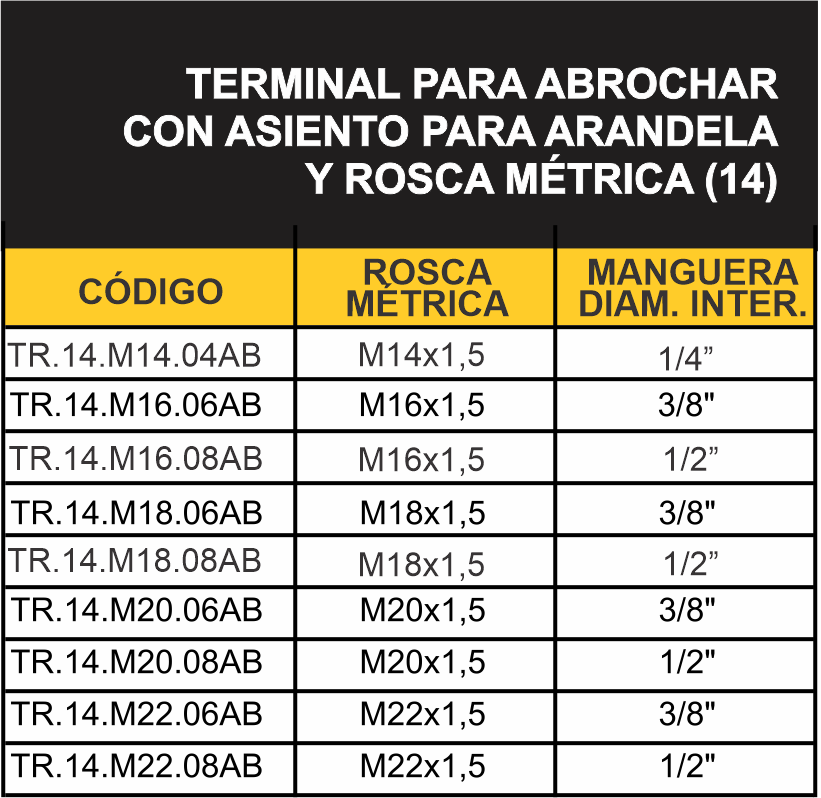 TERMINAL PARA ABROCHAR
CON ASIENTO PARA ARANDELA
Y ROSCA MÉTRICA (14)
CÓDIGO ROSCA MÉTRICA MANGUERA DIAM. INTER.
TR.14.M14.04AB M14x1,5 1/4”
TR.14.M16.06AB M16x1,5 3/8"
TR.14.M16.08AB M16x1,5 1/2”
TR.14.M18.06AB M18x1,5 3/8"
TR.14.M18.08AB M18x1,5 1/2”
TR.14.M20.06AB M20x1,5 3/8"
TR.14.M20.08AB M20x1,5 1/2"
TR.14.M22.06AB M22x1,5 3/8"
TR.14.M22.08AB M22x1,5 1/2"